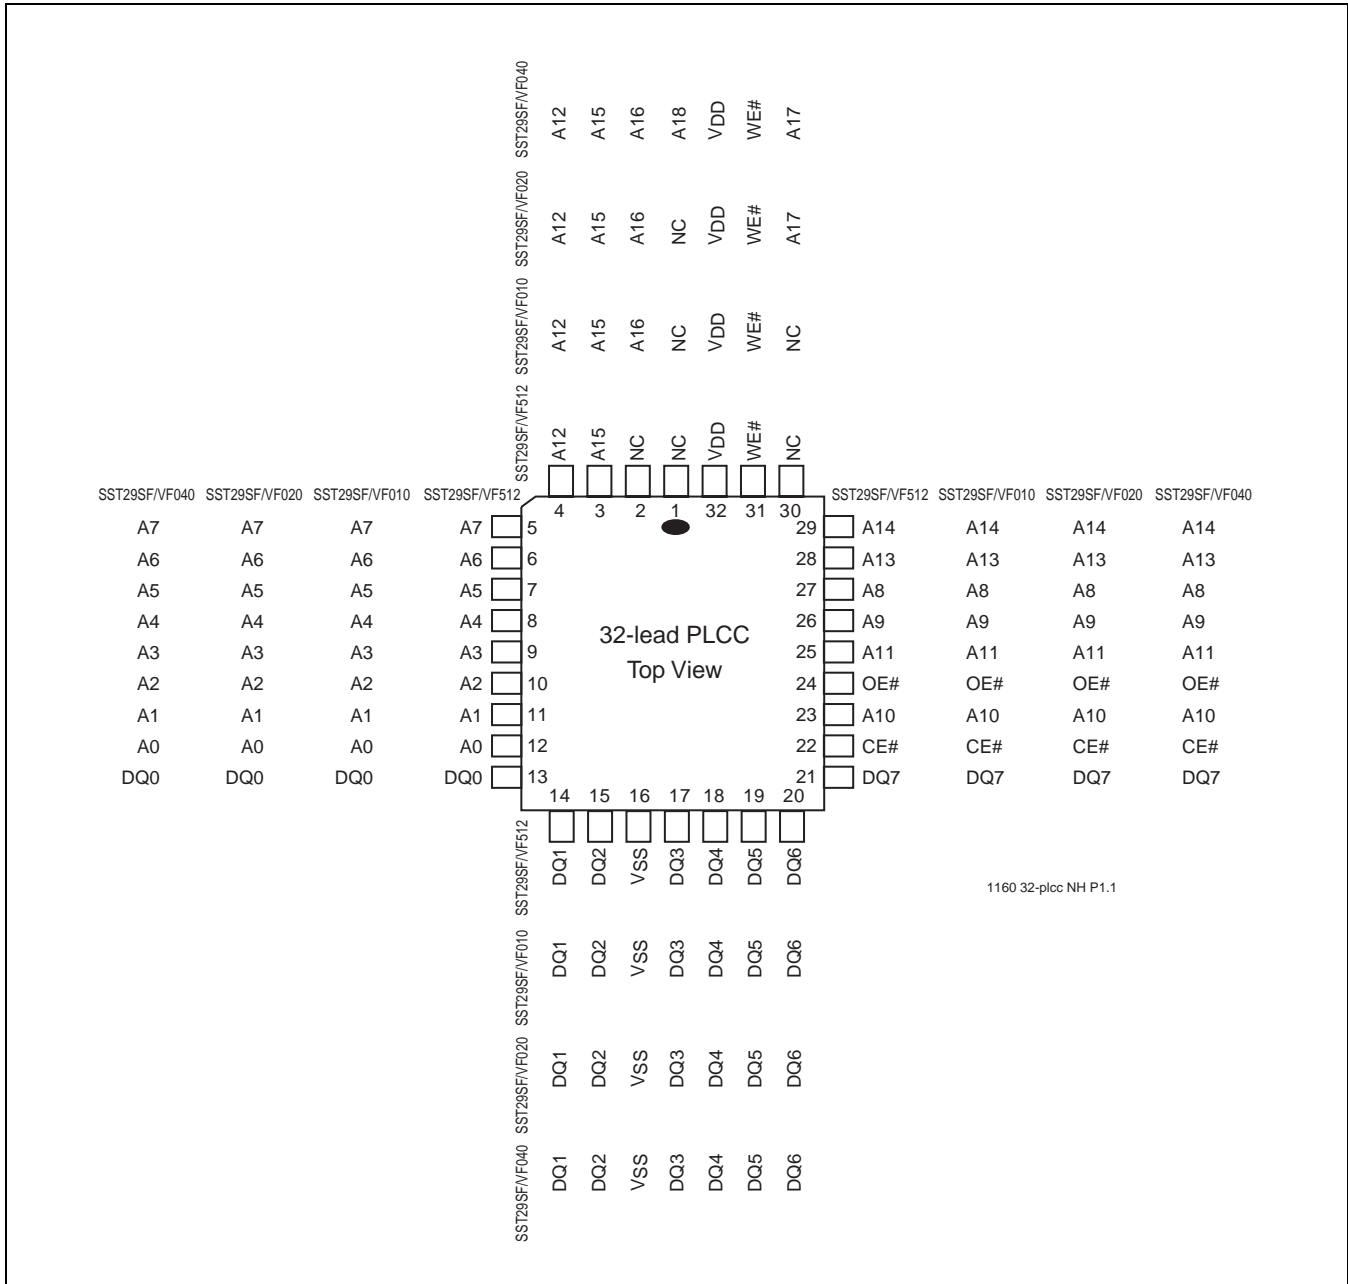 SST29SF/VF040 A12 A15 A16 A18 VDD WE# A17
SST29SF/VF020 A12 A15 A16 NC VDD WE# A17
SST29SF/VF010 A12 A15 A16 NC VDD WE# NC
SST29SF/VF512 A12 A15 NC NC VDD WE# NC
SST29SF/VF040 SST29SF/VF020 SST29SF/VF010 SST29SF/VF512 SST29SF/VF512 SST29SF/VF010 SST29SF/VF020 SST29SF/VF040
4 3 2 1 32 31 30
A7 A7 A7 A7 5 29 A14 A14 A14 A14
A6 A6 A6 A6 6 28 A13 A13 A13 A13
A5 A5 A5 A5 7 27 A8 A8 A8 A8
A4 A4 A4 A4 8 26 A9 A9 A9 A9
32-lead PLCC
A3 A3 A3 A3 9 25 A11 A11 A11 A11
Top View
A2 A2 A2 A2 10 24 OE# OE# OE# OE#
A1 A1 A1 A1 11 23 A10 A10 A10 A10
A0 A0 A0 A0 12 22 CE# CE# CE# CE#
DQ0 DQ0 DQ0 DQ0 13 21 DQ7 DQ7 DQ7 DQ7
14 15 16 17 18 19 20
SST29SF/VF512 DQ1 DQ2 VSS DQ3 DQ4 DQ5 DQ6
1160 32-plcc NH P1.1
SST29SF/VF010 DQ1 DQ2 VSS DQ3 DQ4 DQ5 DQ6
SST29SF/VF020 DQ1 DQ2 VSS DQ3 DQ4 DQ5 DQ6
SST29SF/VF040 DQ1 DQ2 VSS DQ3 DQ4 DQ5 DQ6